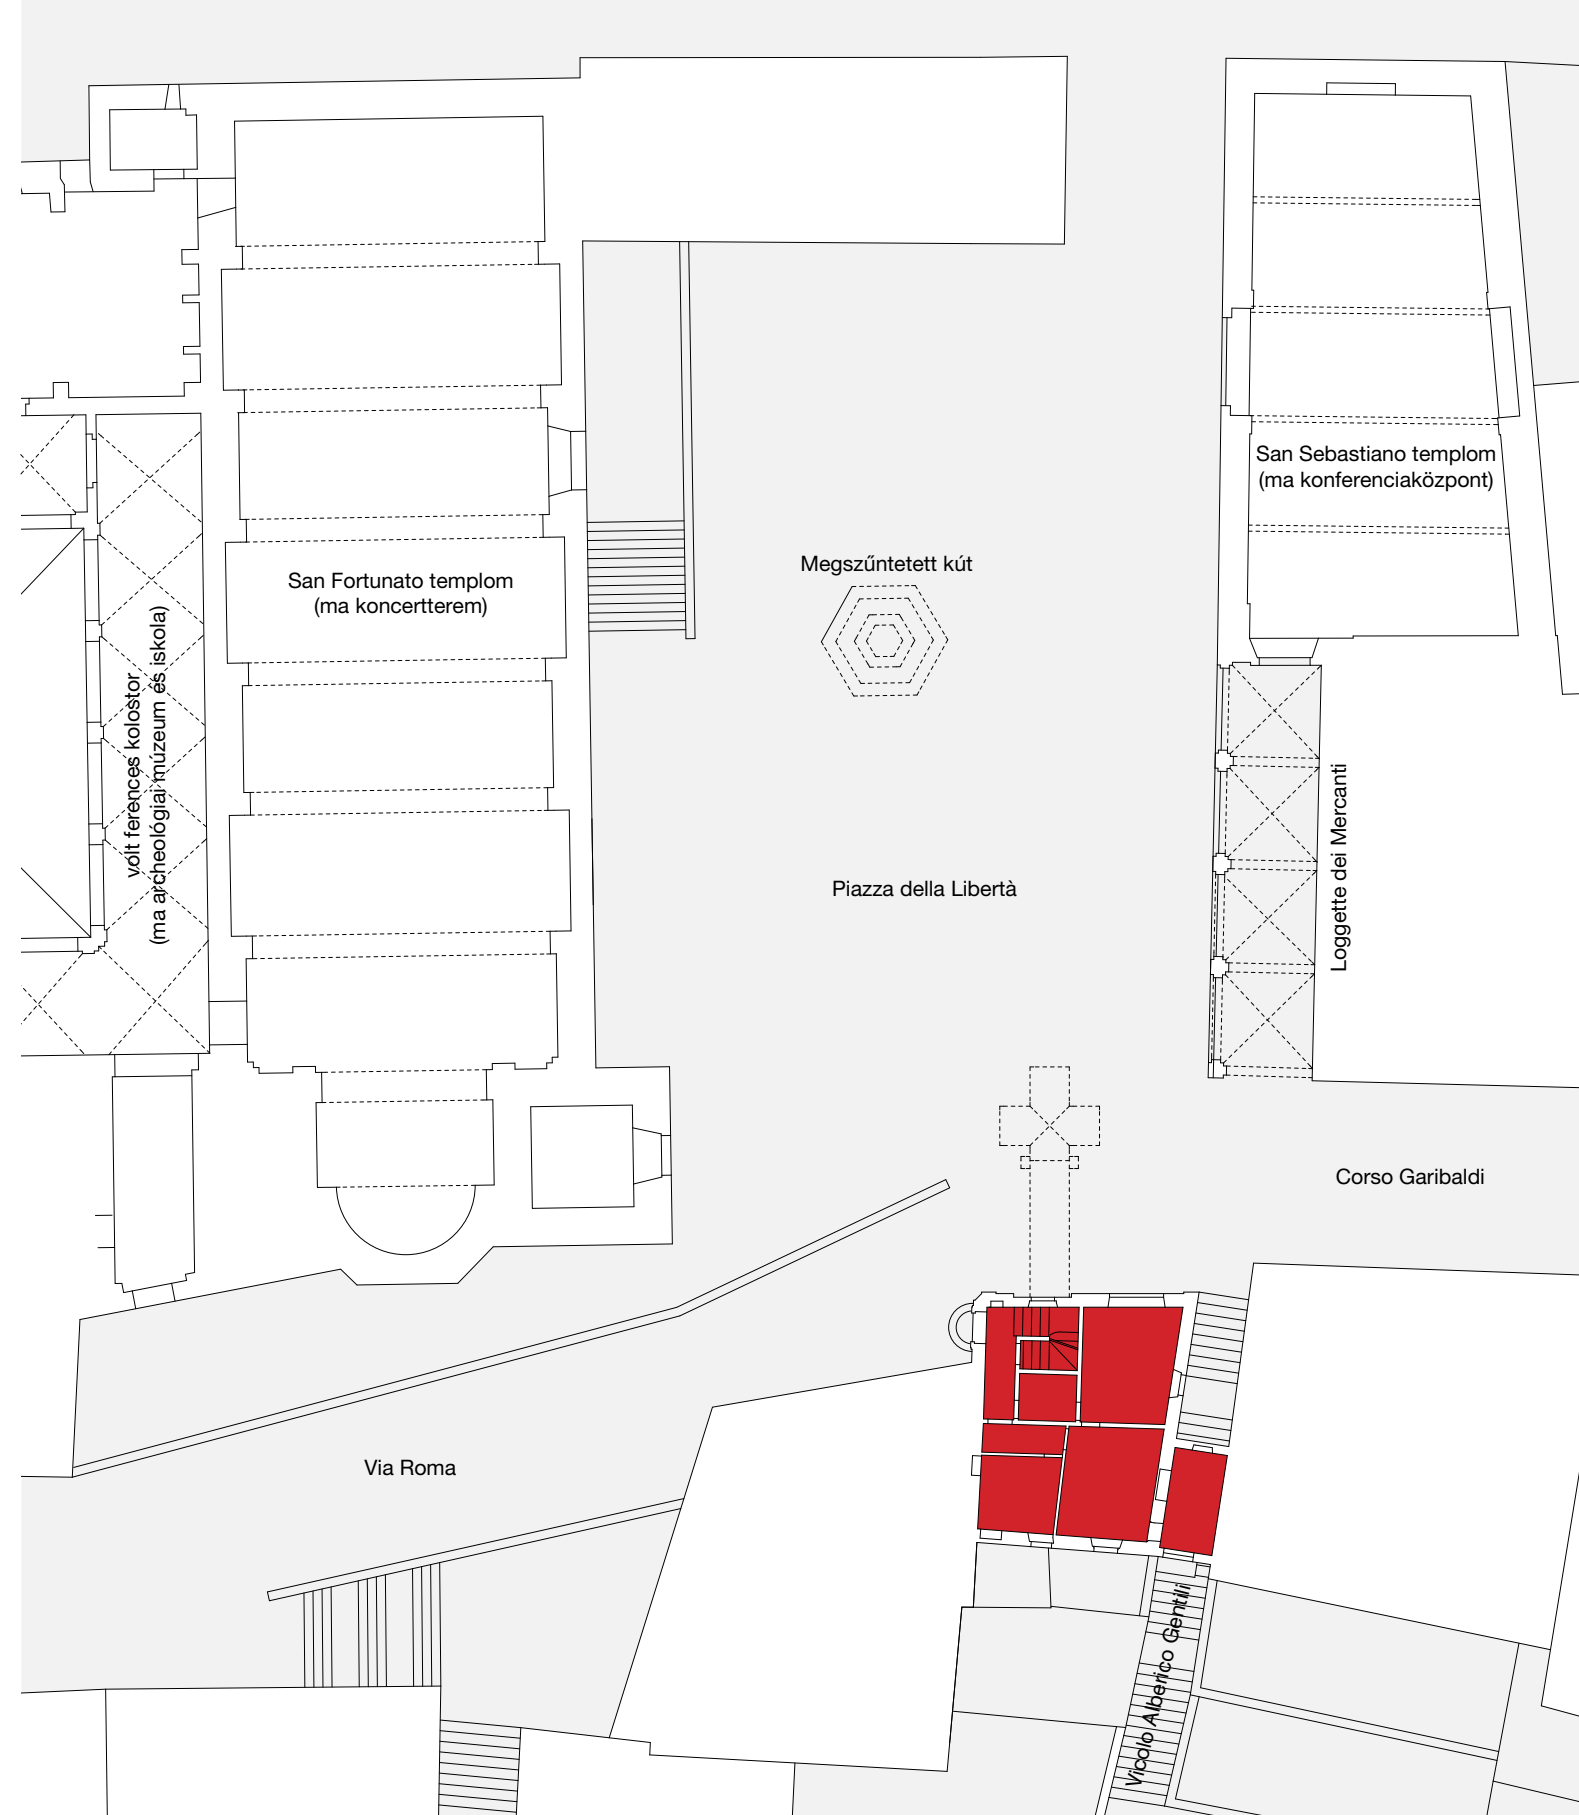 San Sebastiano templom
(ma konferenciaközpont)
Megszűntetett kút
San Fortunato templom
(ma koncertterem)
volt ferences kolostor
(ma archeológiai múzeum és iskola)
Piazza della Libertà
Loggette dei Mercanti
Corso Garibaldi
Via Roma
Vicolo Alberico Gentili